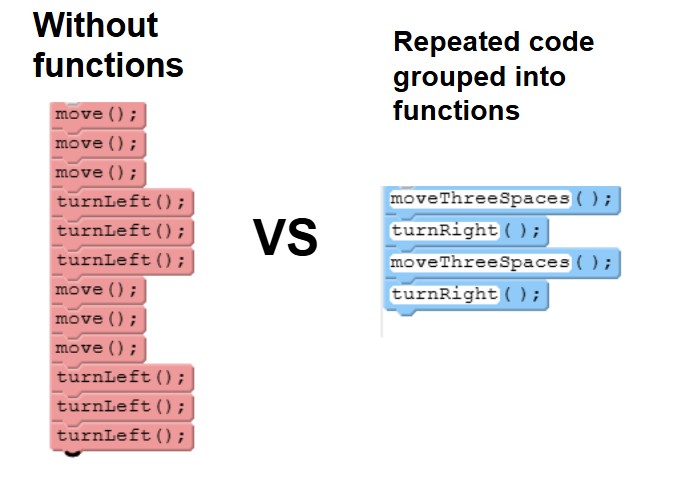 Without
functions
move();
move();
move();
turnLeft();
turnLeft();
turnLeft();
move();
move();
move();
turnLeft();
turnLeft();
turnLeft();
VS
Repeated code
grouped into
functions
moveThreeSpaces();
turnRight();
moveThreeSpaces();
turnRight();